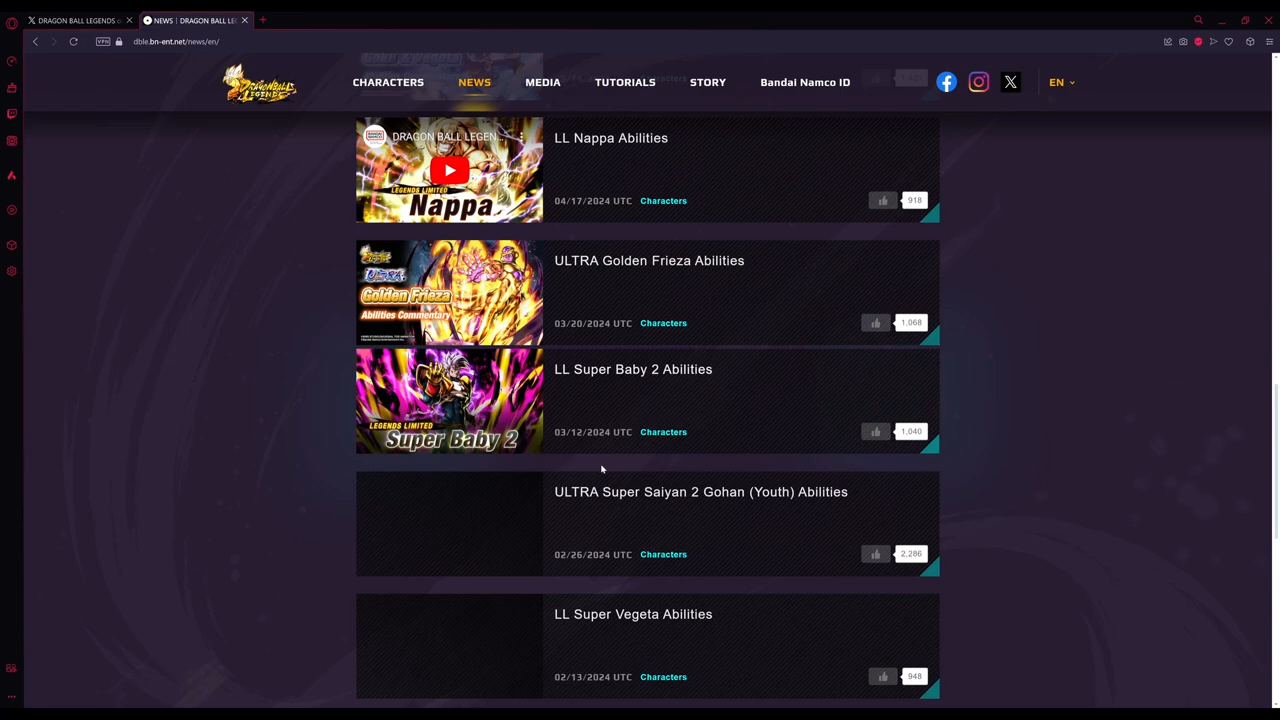 DRAGON BALL LEGENDS
NEWS | DRAGON BALL LE
VPN
dble.bn-ent.net/news/en/
DRAGONBALL
LEGENDS
CHARACTERS
NEWS
MEDIA
TUTORIALS
STORY
Bandai Namco ID
EN
DRAGON BALL LEGEN...
LEGENDS LIMITED
Nappa
LL Nappa Abilities
04/17/2024 UTC
Characters
918
ULTRA
Golden Frieza
Abilities Commentary
ULTRA Golden Frieza Abilities
03/20/2024 UTC
Characters
1,068
LEGENDS LIMITED
Super Baby 2
LL Super Baby 2 Abilities
03/12/2024 UTC
Characters
1,040
ULTRA Super Saiyan 2 Gohan (Youth) Abilities
02/26/2024 UTC
Characters
2,286
LL Super Vegeta Abilities
02/13/2024 UTC
Characters
948